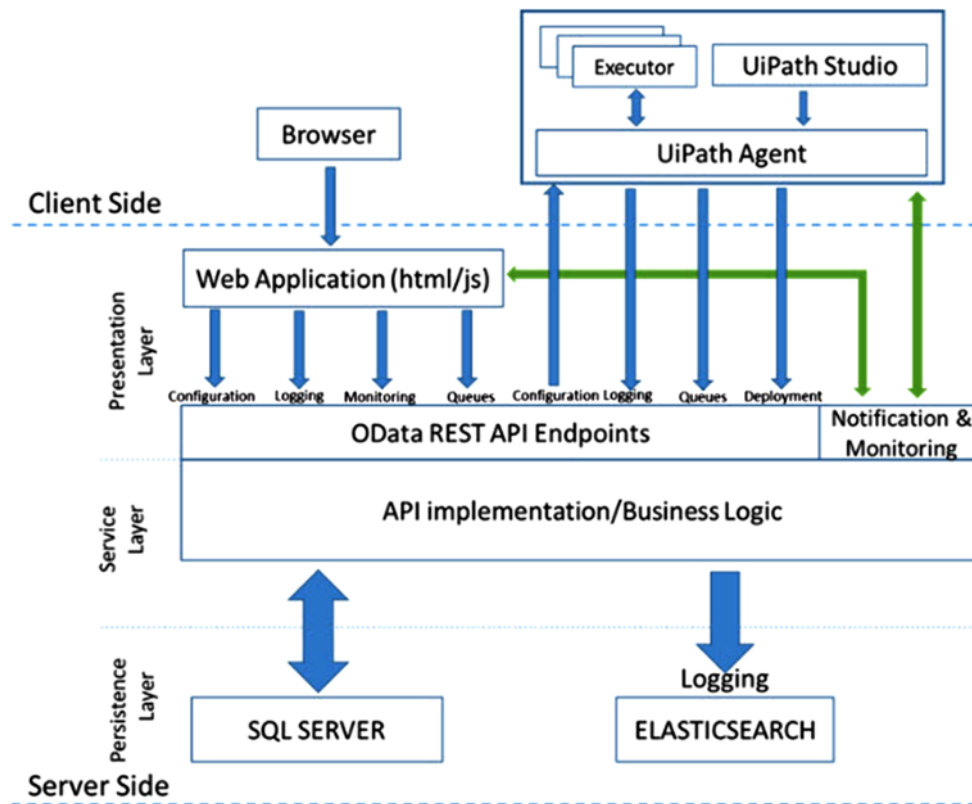 Executor
UiPath Studio
Browser
UiPath Agent
Client Side
Web Application (html/js)
Presentation
Layer
Configuration
Logging
Monitoring
Queues
Configuration
Logging
Queues
Deployment
OData REST API Endpoints
Notification &
Monitoring
Service
Layer
API implementation/Business Logic
Persistence
Layer
Logging
SQL SERVER
ELASTICSEARCH
Server Side